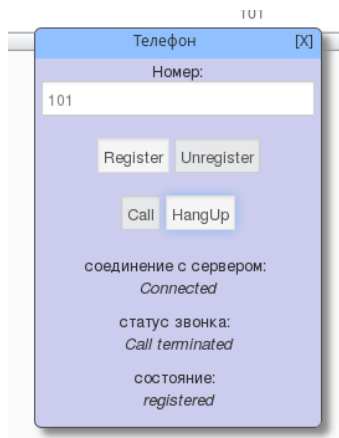 101
Телефон [X]
Номер:
101
Register Unregister
Call HangUp
соединение с сервером:
Connected
статус звонка:
Call terminated
состояние:
registered